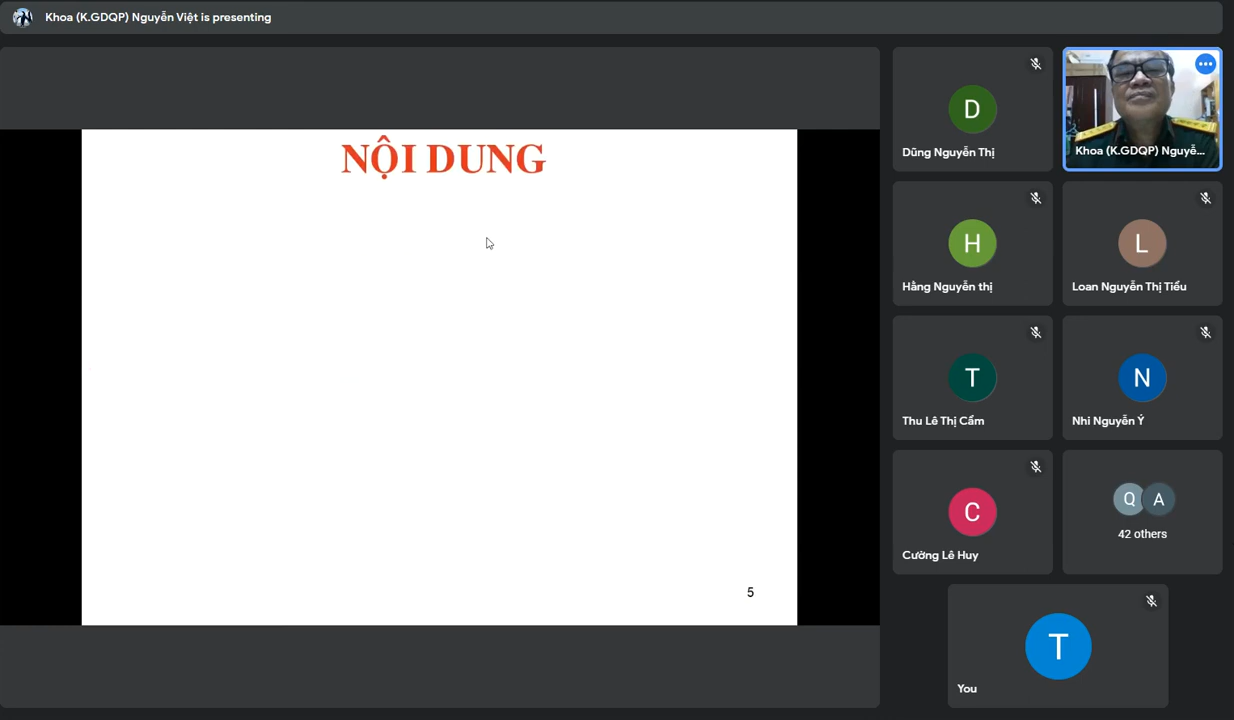 Khoa (K.GDQP) Nguyễn Việt is presenting
NỘI DUNG
5
D
Dũng Nguyễn Thị
Khoa (K.GDQP) Nguyễ...
H
Hằng Nguyễn thị
L
Loan Nguyễn Thị Tiểu
T
Thu Lê Thị Cẩm
N
Nhi Nguyễn Ý
C
Cường Lê Huy
Q A
42 others
T
You